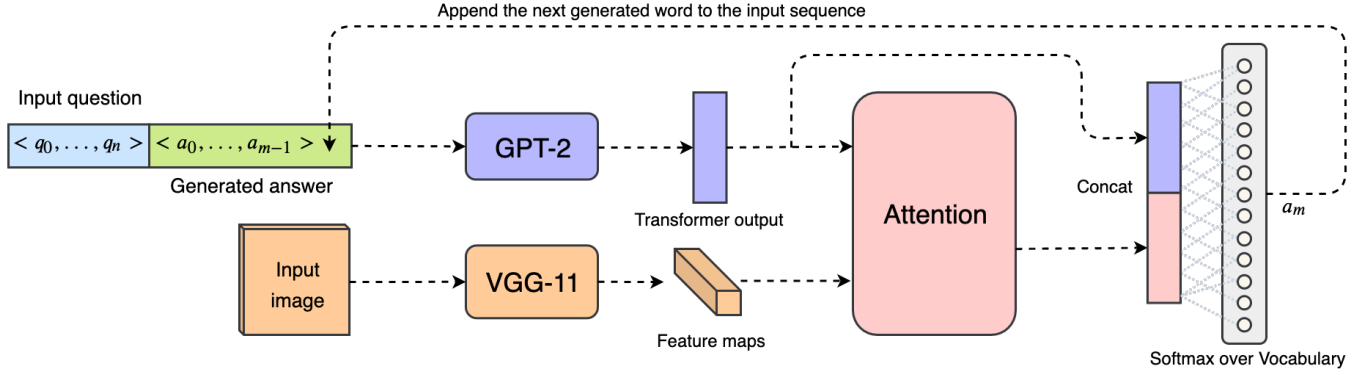 Append the next generated word to the input sequence
Input question
< q₀, . . . , qₙ > < a₀, . . . , aₘ₋₁ >
Generated answer
GPT-2
Transformer output
Attention
Concat
aₘ
Input
image
VGG-11
Feature maps
Softmax over Vocabulary